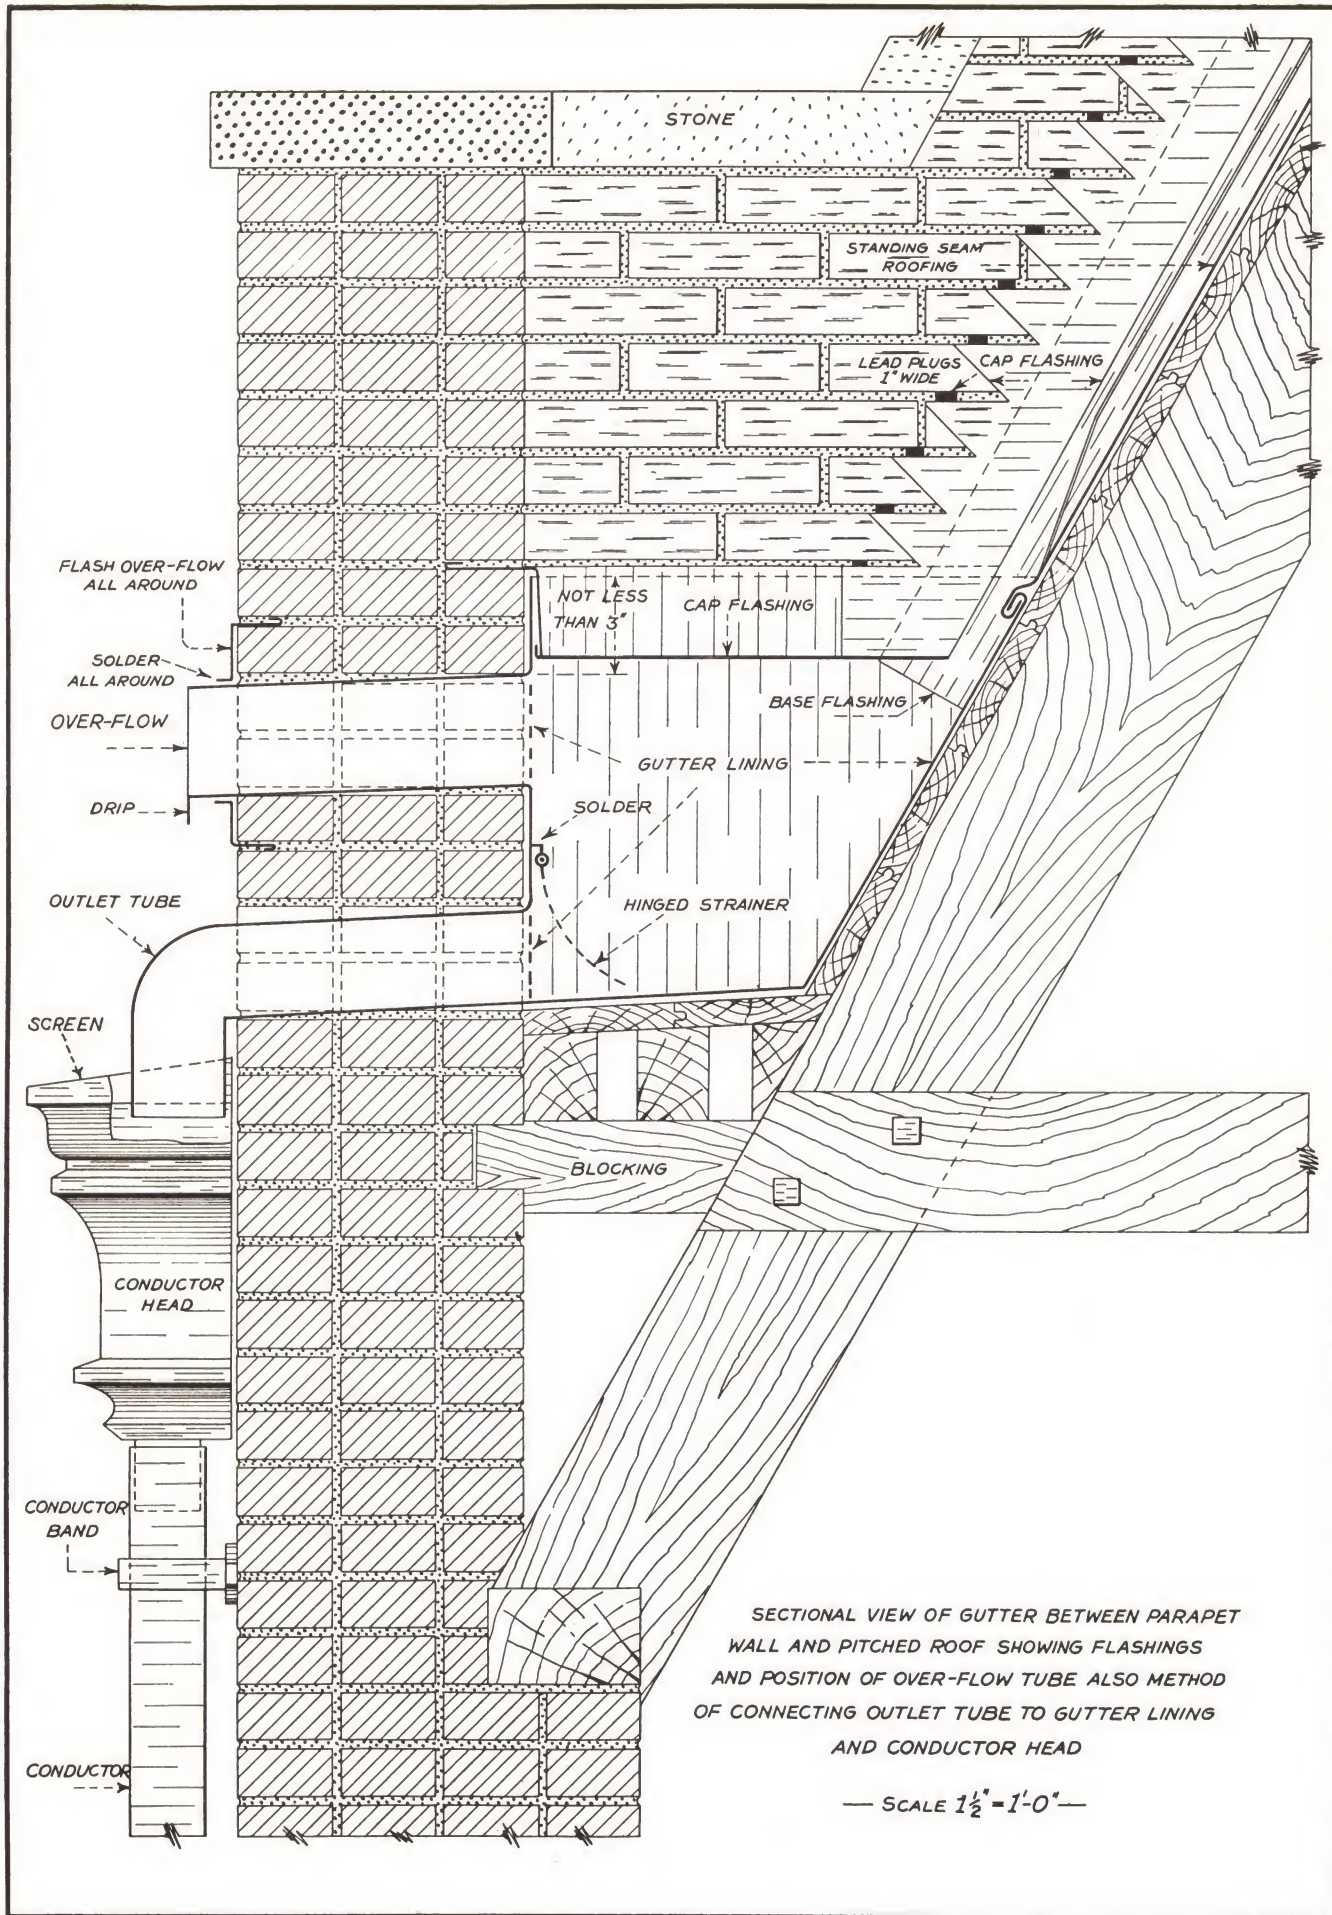 STONE
STANDING SEAM
ROOFING
LEAD PLUGS
1" WIDE
CAP FLASHING
FLASH OVER-FLOW
ALL AROUND
NOT LESS
THAN 3"
CAP FLASHING
SOLDER
ALL AROUND
BASE FLASHING
OVER-FLOW
GUTTER LINING
DRIP
SOLDER
OUTLET TUBE
HINGED STRAINER
SCREEN
BLOCKING
CONDUCTOR
HEAD
CONDUCTOR
BAND
CONDUCTOR
SECTIONAL VIEW OF GUTTER BETWEEN PARAPET
WALL AND PITCHED ROOF SHOWING FLASHINGS
AND POSITION OF OVER-FLOW TUBE ALSO METHOD
OF CONNECTING OUTLET TUBE TO GUTTER LINING
AND CONDUCTOR HEAD
— SCALE 1½" = 1'-0" —